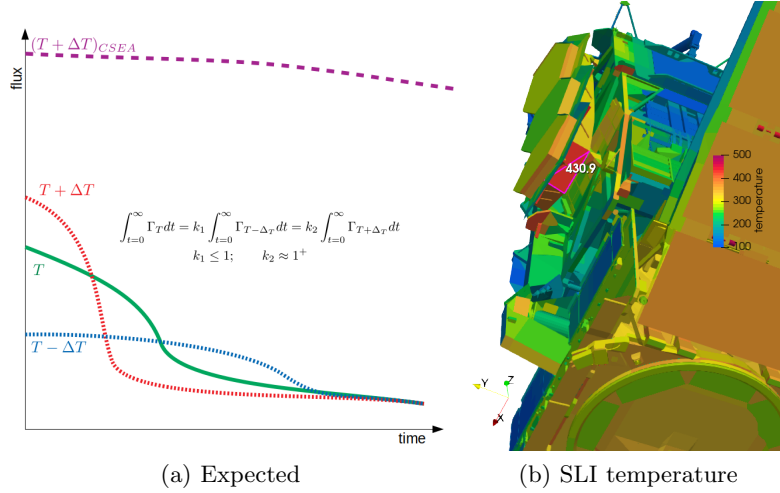 (T + ΔT)_{CSEA}
flux
T + ΔT
∫_{t=0}^{∞} Γ_T dt = k_1 ∫_{t=0}^{∞} Γ_{T−Δ_T} dt = k_2 ∫_{t=0}^{∞} Γ_{T+Δ_T} dt
k_1 ≤ 1; k_2 ≈ 1^+
T
T − ΔT
time
(a) Expected
430.9
500
400
300
200
100
temperature
Z
Y
X
(b) SLI temperature